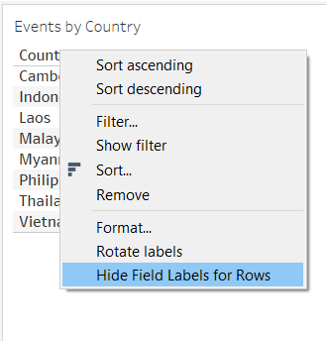 Events by Country
Count
Cambo
Indon
Laos
Malay
Myan
Philip
Thaila
Vietna
Sort ascending
Sort descending
Filter...
Show filter
Sort...
Remove
Format...
Rotate labels
Hide Field Labels for Rows